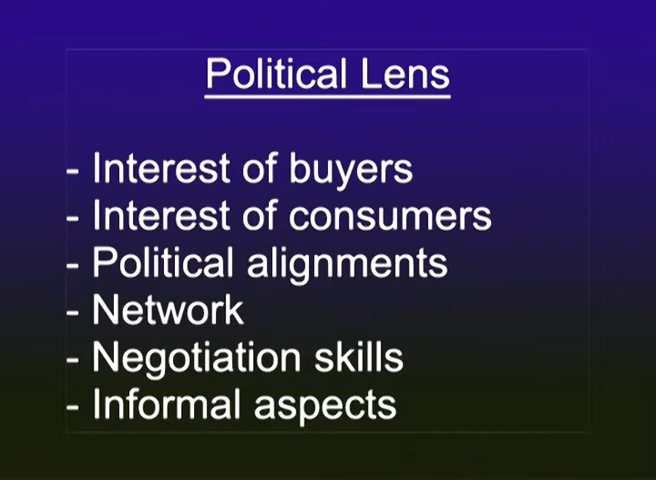 Political Lens
- Interest of buyers
- Interest of consumers
- Political alignments
- Network
- Negotiation skills
- Informal aspects